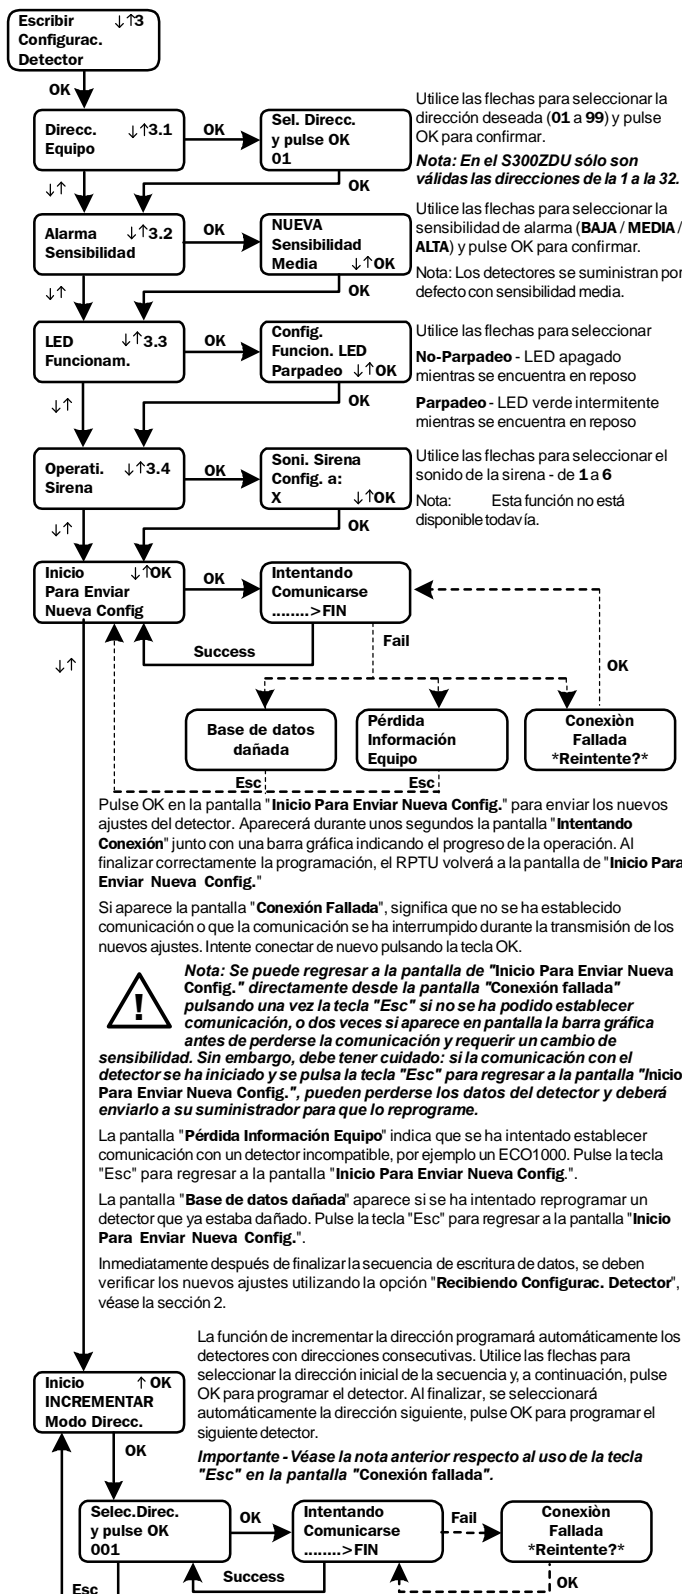 Escribir ↓↑3
Configurac.
Detector
OK
Direcc. ↓↑3.1
Equipo
OK
Sel. Direcc.
y pulse OK
01
Utilice las flechas para seleccionar la
dirección deseada (01 a 99) y pulse
OK para confirmar.
Nota: En el S300ZDU sólo son
válidas las direcciones de la 1 a la 32.
↓↑
OK
Alarma ↓↑3.2
Sensibilidad
OK
NUEVA
Sensibilidad
Media ↓↑OK
Utilice las flechas para seleccionar la
sensibilidad de alarma (BAJA / MEDIA /
ALTA) y pulse OK para confirmar.
Nota: Los detectores se suministran por
defecto con sensibilidad media.
↓↑
OK
LED ↓↑3.3
Funcionam.
OK
Config.
Funcion. LED
Parpadeo ↓↑OK
Utilice las flechas para seleccionar
No-Parpadeo - LED apagado
mientras se encuentra en reposo
Parpadeo - LED verde intermitente
mientras se encuentra en reposo
↓↑
OK
Operati. ↓↑3.4
Sirena
OK
Soni. Sirena
Config. a:
X ↓↑OK
Utilice las flechas para seleccionar el
sonido de la sirena - de 1 a 6
Nota: Esta función no está
disponible todavía.
↓↑
OK
Inicio ↓↑OK
Para Enviar
Nueva Config
OK
Intentando
Comunicarse
........>FIN
↓↑
Success
Fail
OK
Base de datos
dañada
Pérdida
Información
Equipo
Conexiòn
Fallada
*Reintente?*
Esc
Esc
Pulse OK en la pantalla "Inicio Para Enviar Nueva Config." para enviar los nuevos
ajustes del detector. Aparecerá durante unos segundos la pantalla "Intentando
Conexión" junto con una barra gráfica indicando el progreso de la operación. Al
finalizar correctamente la programación, el RPTU volverá a la pantalla de "Inicio Para
Enviar Nueva Config."
Si aparece la pantalla "Conexión Fallada", significa que no se ha establecido
comunicación o que la comunicación se ha interrumpido durante la transmisión de los
nuevos ajustes. Intente conectar de nuevo pulsando la tecla OK.
!
Nota: Se puede regresar a la pantalla de "Inicio Para Enviar Nueva
Config." directamente desde la pantalla "Conexión fallada"
pulsando una vez la tecla "Esc" si no se ha podido establecer
comunicación, o dos veces si aparece en pantalla la barra gráfica
antes de perderse la comunicación y requerir un cambio de
sensibilidad. Sin embargo, debe tener cuidado: si la comunicación con el
detector se ha iniciado y se pulsa la tecla "Esc" para regresar a la pantalla "Inicio
Para Enviar Nueva Config.", pueden perderse los datos del detector y deberá
enviarlo a su suministrador para que lo reprograme.
La pantalla "Pérdida Información Equipo" indica que se ha intentado establecer
comunicación con un detector incompatible, por ejemplo un ECO1000. Pulse la tecla
"Esc" para regresar a la pantalla "Inicio Para Enviar Nueva Config.".
La pantalla "Base de datos dañada" aparece si se ha intentado reprogramar un
detector que ya estaba dañado. Pulse la tecla "Esc" para regresar a la pantalla "Inicio
Para Enviar Nueva Config.".
Inmediatamente después de finalizar la secuencia de escritura de datos, se deben
verificar los nuevos ajustes utilizando la opción "Recibiendo Configurac. Detector",
véase la sección 2.
La función de incrementar la dirección programará automáticamente los
detectores con direcciones consecutivas. Utilice las flechas para
seleccionar la dirección inicial de la secuencia y, a continuación, pulse
OK para programar el detector. Al finalizar, se seleccionará
automáticamente la dirección siguiente, pulse OK para programar el
siguiente detector.
Importante - Véase la nota anterior respecto al uso de la tecla
"Esc" en la pantalla "Conexión fallada".
Inicio ↑ OK
INCREMENTAR
Modo Direcc.
OK
Selec.Direc.
y pulse OK
001
OK
Intentando
Comunicarse
........>FIN
Fail
Conexiòn
Fallada
*Reintente?*
Esc
Success
OK